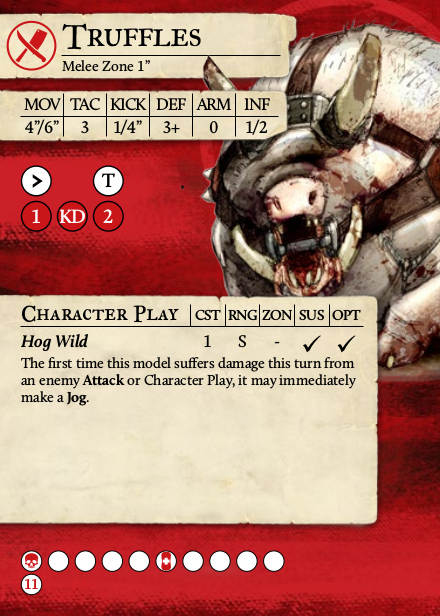 TRUFFLES
Melee Zone 1”
MOV TAC KICK DEF ARM INF
4”/6” 3 1/4” 3+ 0 1/2
> T
1 KD 2
CHARACTER PLAY CST RNG ZON SUS OPT
Hog Wild 1 S - ✓ ✓
The first time this model suffers damage this turn from
an enemy Attack or Character Play, it may immediately
make a Jog.
11